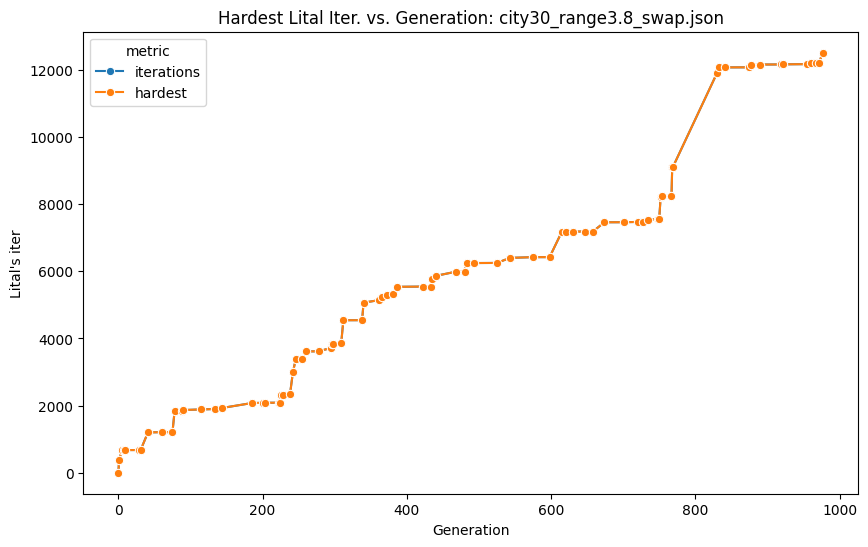 Hardest Lital Iter. vs. Generation: city30_range3.8_swap.json
metric
iterations
hardest
12000
10000
8000
6000
4000
2000
0
Lital's iter
0 200 400 600 800 1000
Generation